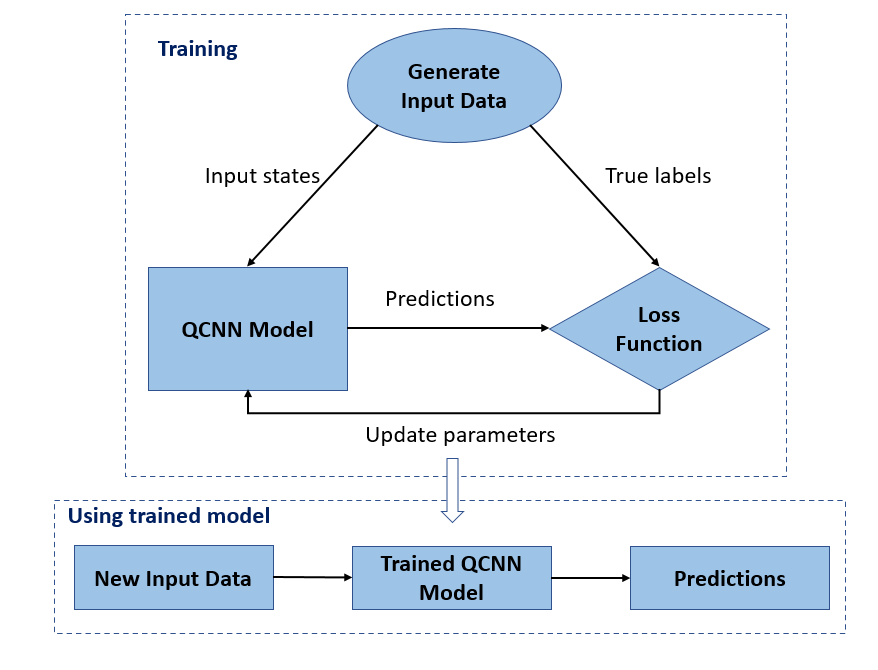 Training
Generate
Input Data
Input states
True labels
Predictions
QCNN Model
Loss
Function
Update parameters
Using trained model
New Input Data
Trained QCNN
Model
Predictions